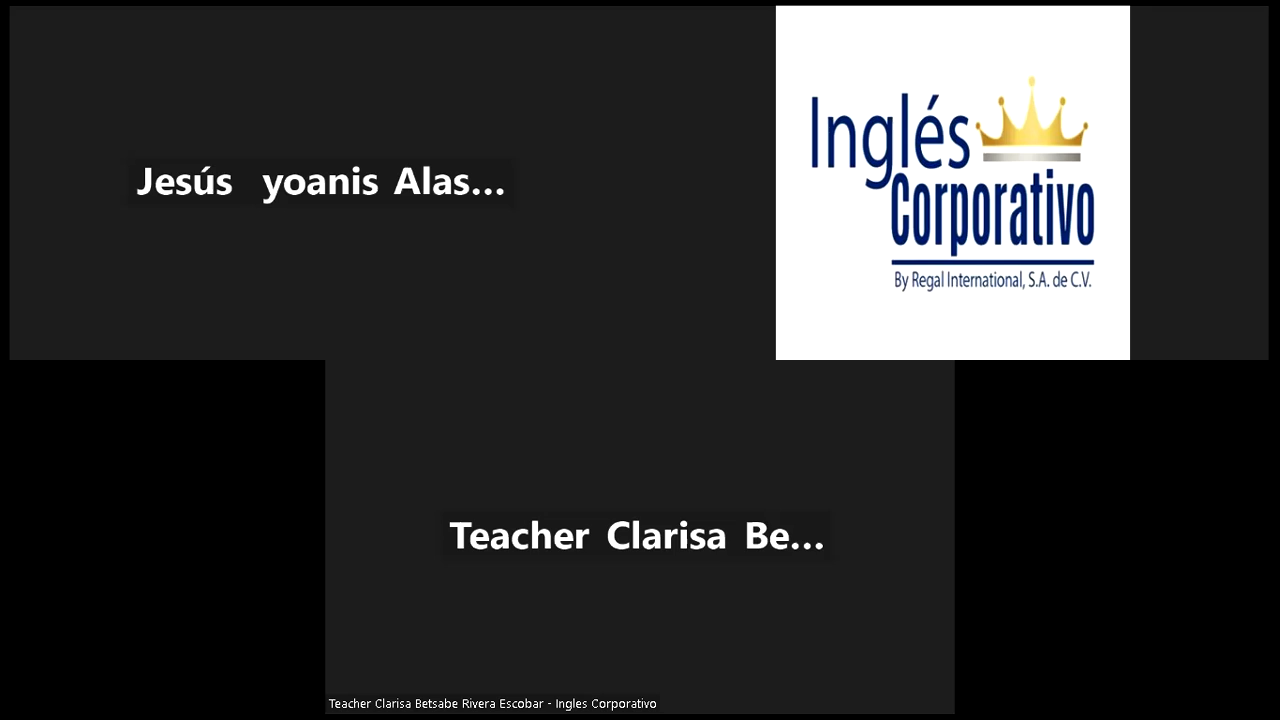 Jesús yoanis Alas...
Inglés
Corporativo
By Regal International, S.A. de C.V.
Teacher Clarisa Be...
Teacher Clarisa Betsabe Rivera Escobar - Ingles Corporativo